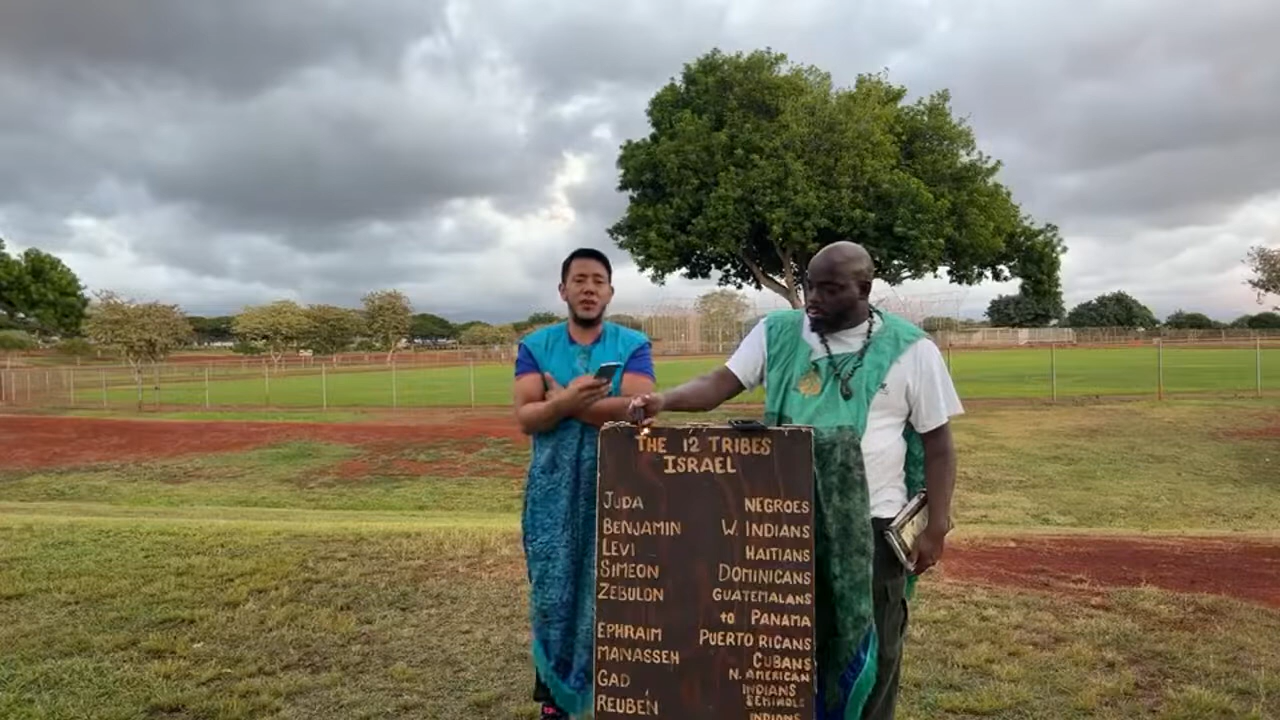 THE 12 TRIBES
ISRAEL
JUDA NEGROES
BENJAMIN W. INDIANS
LEVI HAITIANS
SIMEON DOMINICANS
ZEBULON GUATEMALANS
to PANAMA
EPHRAIM PUERTO RICANS
MANASSEH CUBANS
GAD N. AMERICAN
INDIANS
REUBEN SEMINOLE
INDIANS